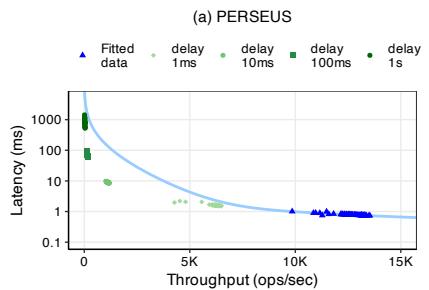 (a) PERSEUS
Fitted data
delay 1ms
delay 10ms
delay 100ms
delay 1s
Latency (ms)
1000
100
10
1
0.1
0
5K
10K
15K
Throughput (ops/sec)